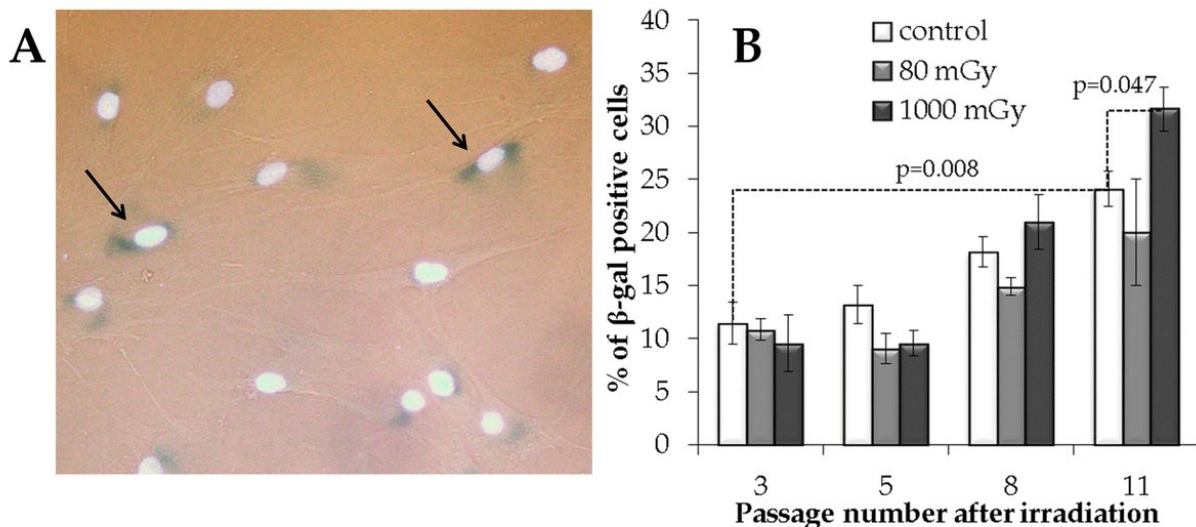 A
B
control
80 mGy
1000 mGy
p=0.047
p=0.008
% of β-gal positive cells
40
35
30
25
20
15
10
5
0
3 5 8 11
Passage number after irradiation